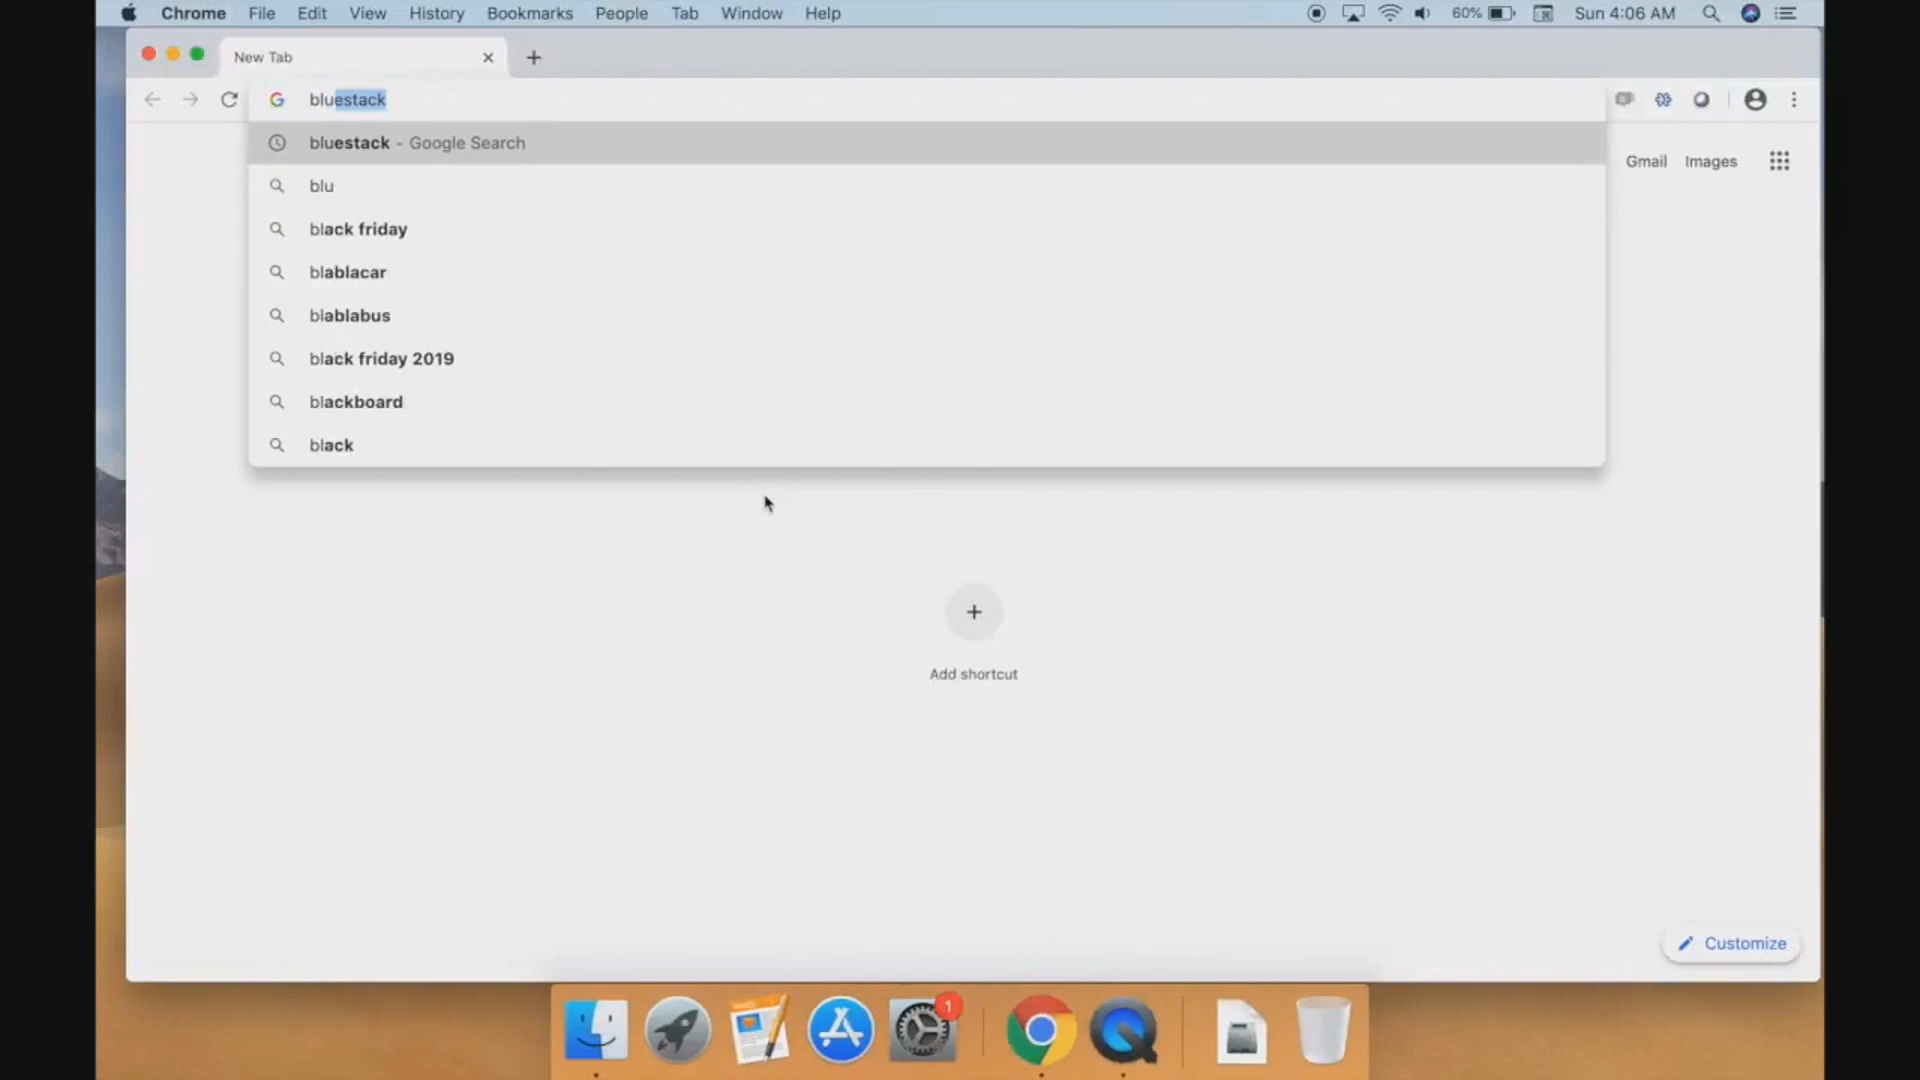 Chrome File Edit View History Bookmarks People Tab Window Help 60% Sun 4:06 AM
New Tab
bluestack
bluestack - Google Search
blu
Gmail Images
black friday
blablacar
blablabus
black friday 2019
blackboard
black
Add shortcut
Customize
1